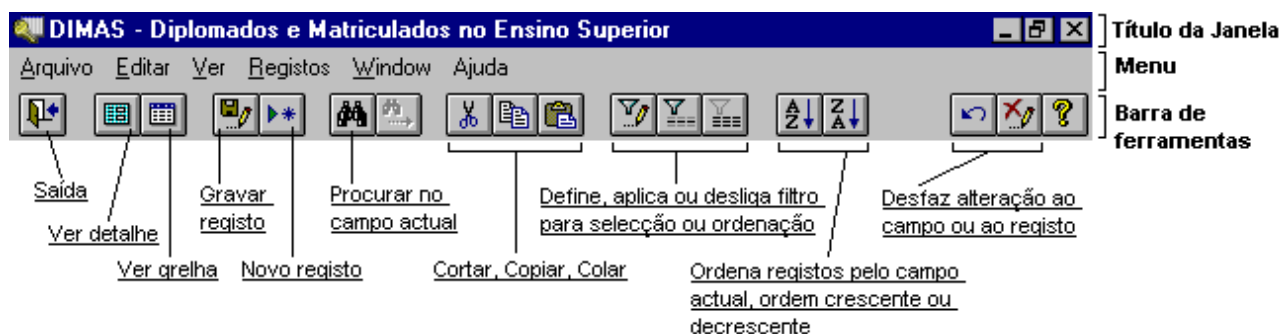 DIMAS - Diplomados e Matriculados no Ensino Superior
Título da Janela
Arquivo Editar Ver Registos Window Ajuda
Menu
A Z
Z A
?
Barra de
ferramentas
Saída
Gravar
registo
Procurar no
campo actual
Define, aplica ou desliga filtro
para selecção ou ordenação
Desfaz alteração ao
campo ou ao registo
Ver detalhe
Ver grelha
Novo registo
Cortar, Copiar, Colar
Ordena registos pelo campo
actual, ordem crescente ou
decrescente